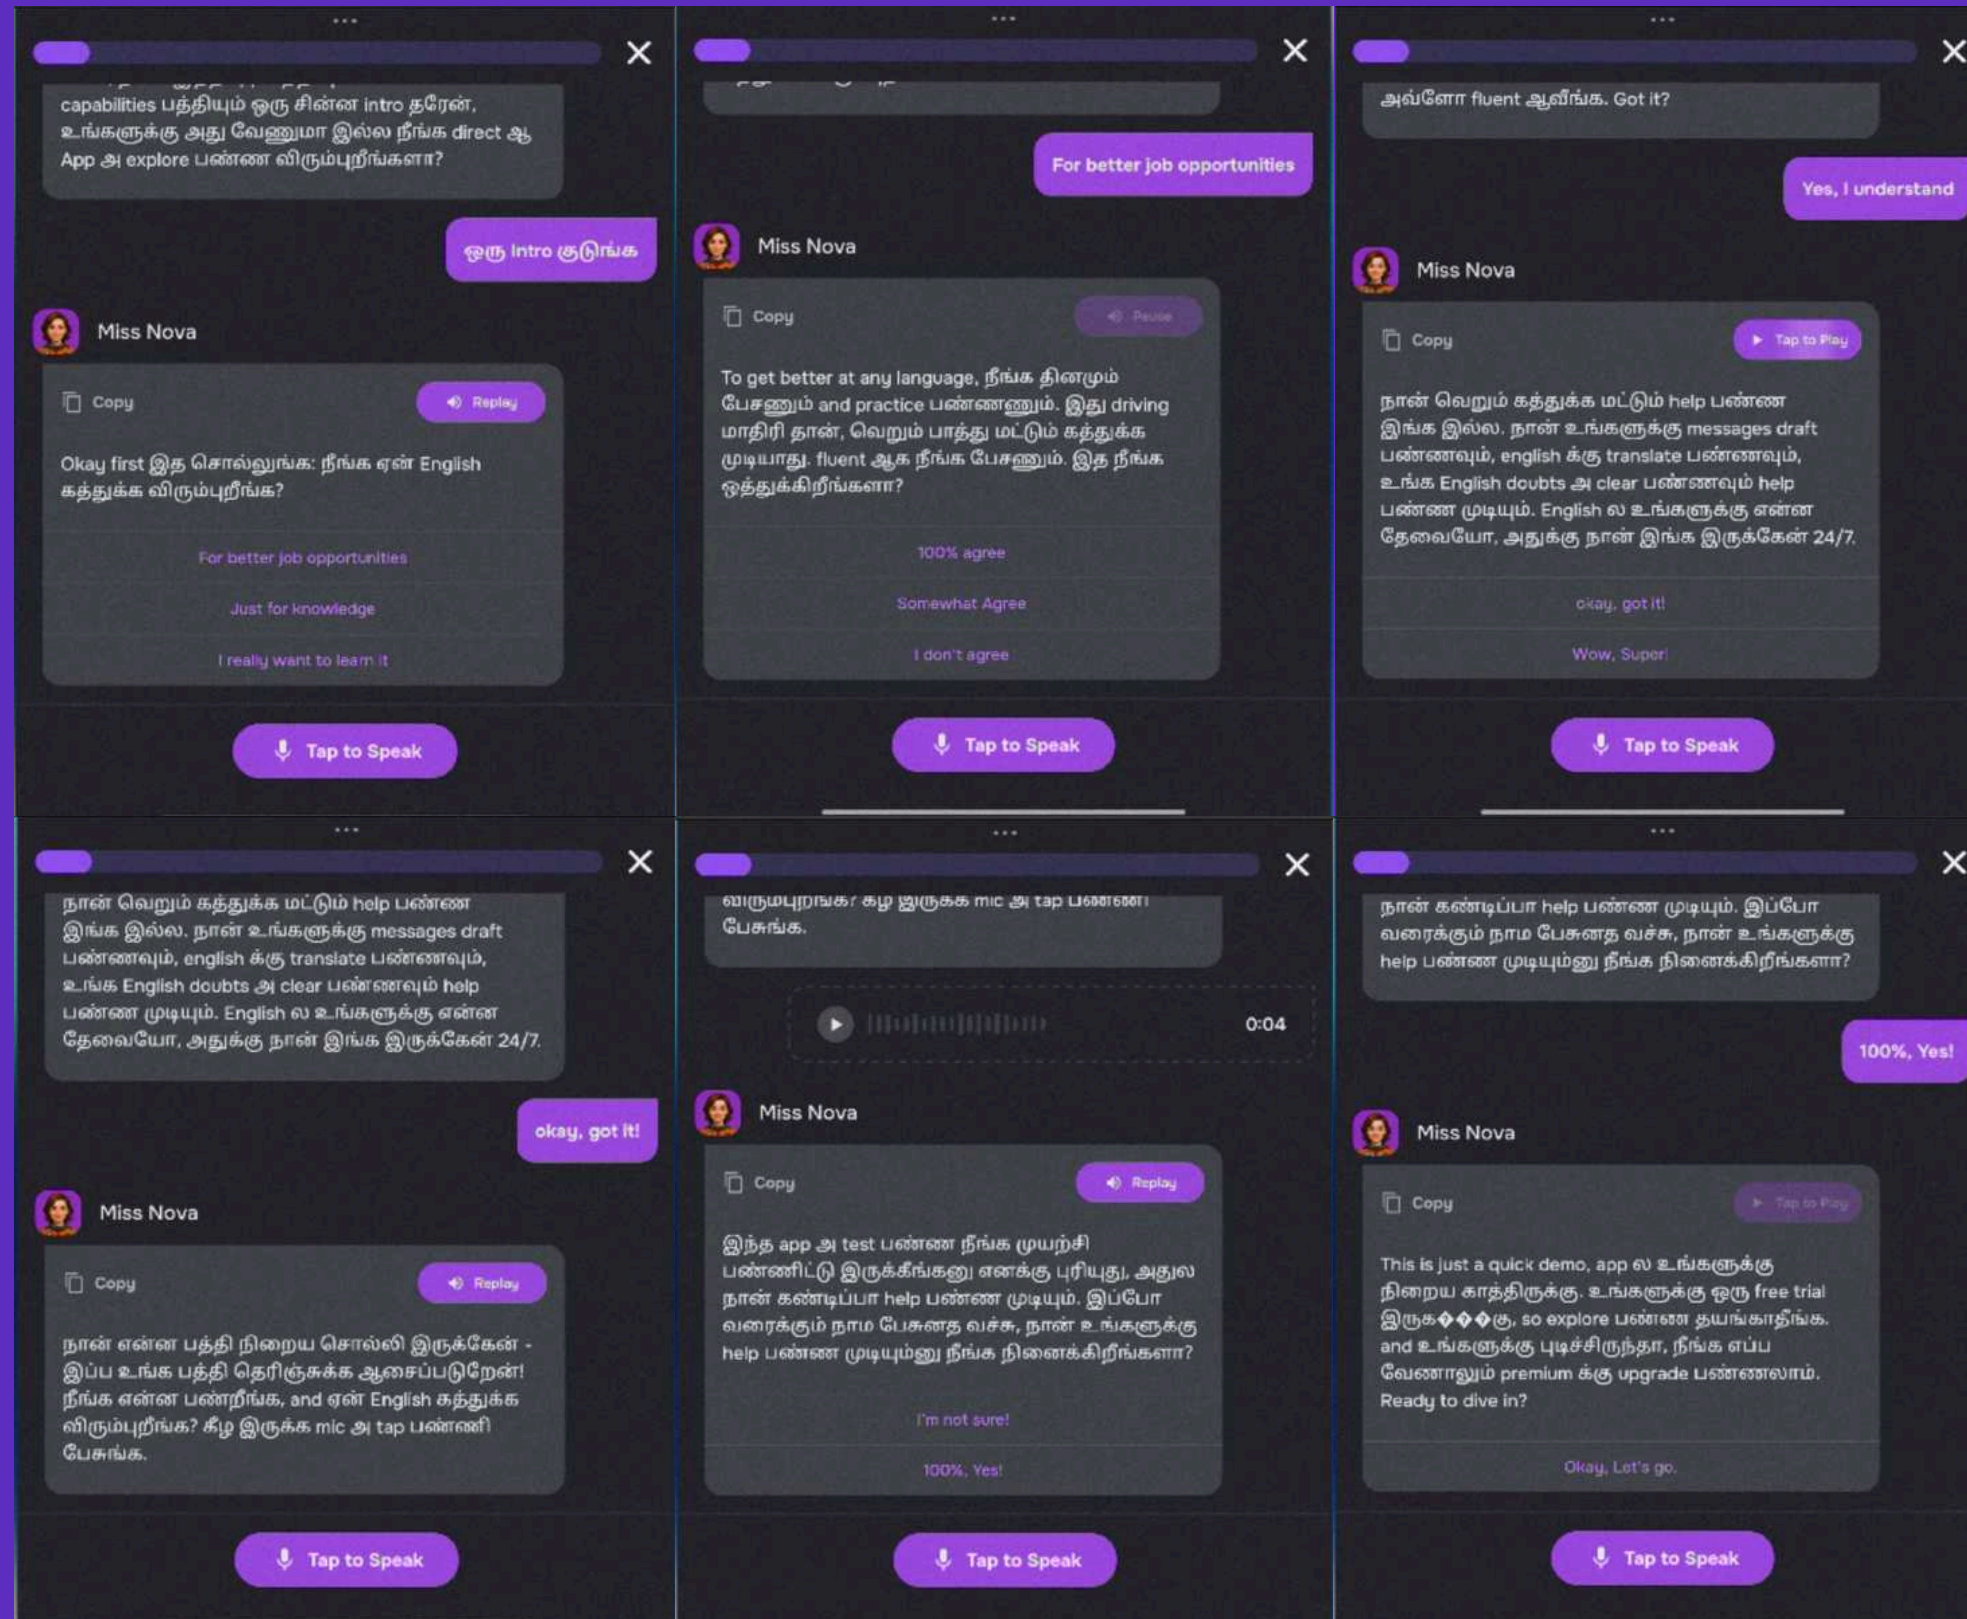 capabilities பத்தியும் ஒரு சின்ன intro தரேன்,
உங்களுக்கு அது வேணுமா இல்ல நீங்க direct ஆ
App அ explore பண்ண விரும்புறீங்களா?
ஒரு Intro குடுங்க
Miss Nova
Copy
Replay
Okay first இத சொல்லுங்க: நீங்க ஏன் English
கத்துக்க விரும்புறீங்க?
For better job opportunities
Just for knowledge
I really want to learn it
Tap to Speak
For better job opportunities
Miss Nova
Copy
Pause
To get better at any language, நீங்க தினமும்
பேசணும் and practice பண்ணணும். இது driving
மாதிரி தான், வெறும் பாத்து மட்டும் கத்துக்க
முடியாது. fluent ஆக நீங்க பேசணும். இத நீங்க
ஒத்துக்கிறீங்களா?
100% agree
Somewhat Agree
I don't agree
Tap to Speak
அவ்ளோ fluent ஆவீங்க. Got it?
Yes, I understand
Miss Nova
Copy
Tap to Play
நான் வெறும் கத்துக்க மட்டும் help பண்ண
இங்க இல்ல. நான் உங்களுக்கு messages draft
பண்ணவும், english க்கு translate பண்ணவும்,
உங்க English doubts அ clear பண்ணவும் help
பண்ண முடியும். English ல உங்களுக்கு என்ன
தேவையோ, அதுக்கு நான் இங்க இருக்கேன் 24/7.
okay, got it!
Wow, Super!
Tap to Speak
நான் வெறும் கத்துக்க மட்டும் help பண்ண
இங்க இல்ல. நான் உங்களுக்கு messages draft
பண்ணவும், english க்கு translate பண்ணவும்,
உங்க English doubts அ clear பண்ணவும் help
பண்ண முடியும். English ல உங்களுக்கு என்ன
தேவையோ, அதுக்கு நான் இங்க இருக்கேன் 24/7.
okay, got it!
Miss Nova
Copy
Replay
நான் என்ன பத்தி நிறைய சொல்லி இருக்கேன் -
இப்ப உங்க பத்தி தெரிஞ்சுக்க ஆசைப்படுறேன்!
நீங்க என்ன பண்றீங்க, and ஏன் English கத்துக்க
விரும்புறீங்க? கீழ இருக்க mic அ tap பண்ணி
பேசுங்க.
Tap to Speak
விரும்புறீங்க? கீழ இருக்க mic அ tap பண்ணி
பேசுங்க.
0:04
Miss Nova
Copy
Replay
இந்த app அ test பண்ண நீங்க முயற்சி
பண்ணிட்டு இருக்கீங்கனு எனக்கு புரியுது, அதுல
நான் கண்டிப்பா help பண்ண முடியும். இப்போ
வரைக்கும் நாம பேசுனத வச்சு, நான் உங்களுக்கு
help பண்ண முடியும்னு நீங்க நினைக்கிறீங்களா?
I'm not sure!
100%, Yes!
Tap to Speak
நான் கண்டிப்பா help பண்ண முடியும். இப்போ
வரைக்கும் நாம பேசுனத வச்சு, நான் உங்களுக்கு
help பண்ண முடியும்னு நீங்க நினைக்கிறீங்களா?
100%, Yes!
Miss Nova
Copy
Tap to Play
This is just a quick demo, app ல உங்களுக்கு
நிறைய காத்திருக்கு. உங்களுக்கு ஒரு free trial
இருக���கு, so explore பண்ண தயங்காதீங்க.
and உங்களுக்கு புடிச்சிருந்தா, நீங்க எப்ப
வேணாலும் premium க்கு upgrade பண்ணலாம்.
Ready to dive in?
Okay, Let's go.
Tap to Speak